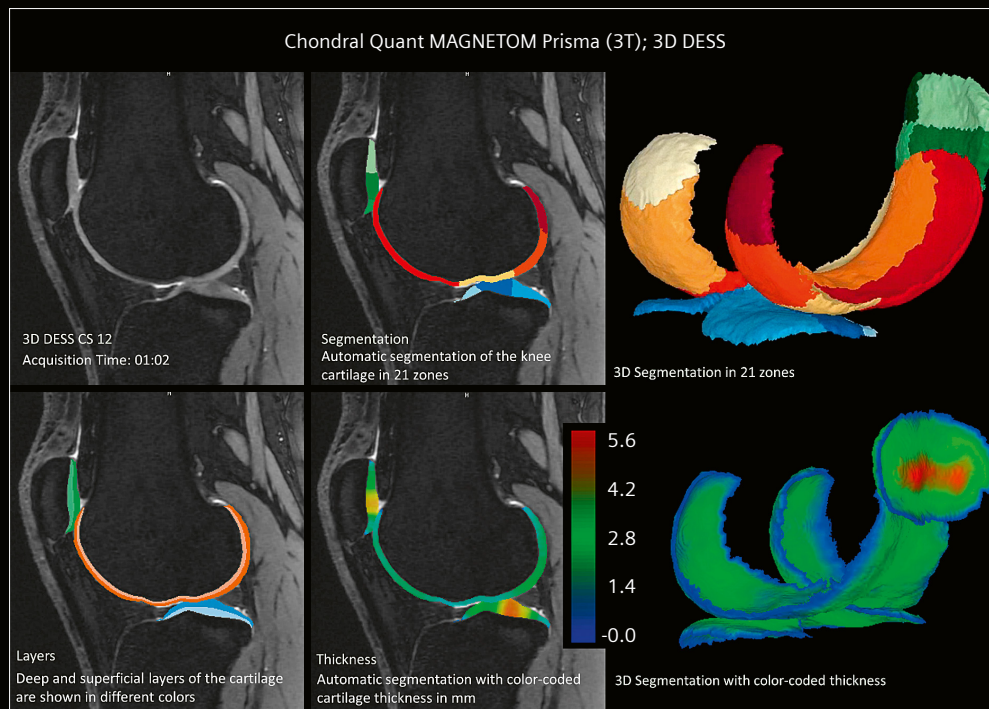 Chondral Quant MAGNETOM Prisma (3T); 3D DESS
H
H
3D DESS CS 12
Acquisition Time: 01:02
Segmentation
Automatic segmentation of the knee
cartilage in 21 zones
3D Segmentation in 21 zones
H
H
5.6
4.2
2.8
1.4
-0.0
Layers
Deep and superficial layers of the cartilage
are shown in different colors
Thickness
Automatic segmentation with color-coded
cartilage thickness in mm
3D Segmentation with color-coded thickness